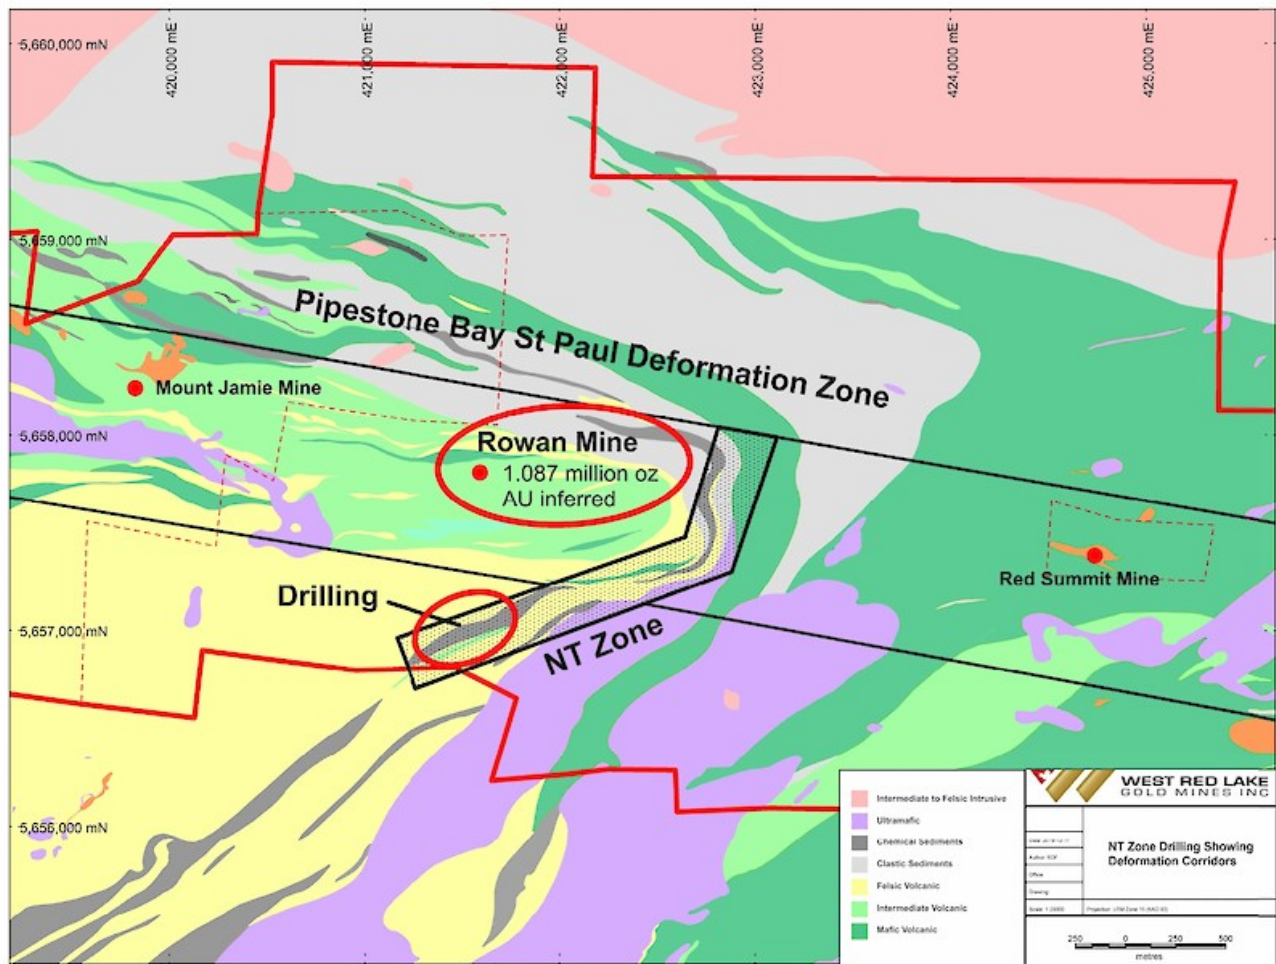 420,000 mE
421,000 mE
422,000 mE
423,000 mE
424,000 mE
425,000 mE
5,660,000 mN
5,659,000 mN
5,658,000 mN
5,657,000 mN
5,656,000 mN
Pipestone Bay St Paul Deformation Zone
Mount Jamie Mine
Rowan Mine
1.087 million oz
AU inferred
Red Summit Mine
Drilling
NT Zone
Intermediate to Felsic Intrusive
Ultramafic
Chemical Sediments
Clastic Sediments
Felsic Volcanic
Intermediate Volcanic
Mafic Volcanic
WEST RED LAKE
GOLD MINES INC
NT Zone Drilling Showing
Deformation Corridors
Author:
Office
Drawing:
250 0 250 500
metres